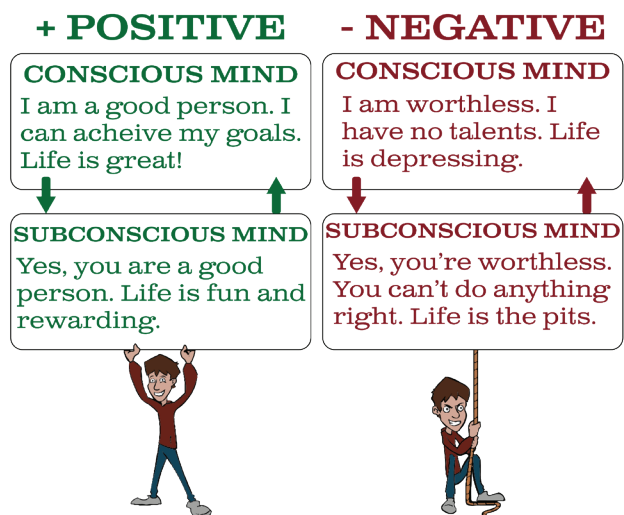 + POSITIVE
CONSCIOUS MIND
I am a good person. I
can acheive my goals.
Life is great!
SUBCONSCIOUS MIND
Yes, you are a good
person. Life is fun and
rewarding.
- NEGATIVE
CONSCIOUS MIND
I am worthless. I
have no talents. Life
is depressing.
SUBCONSCIOUS MIND
Yes, you're worthless.
You can't do anything
right. Life is the pits.